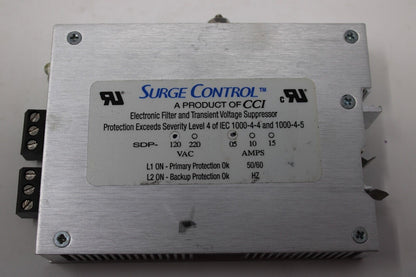 SURGE CONTROL™
A PRODUCT OF CCI
Electronic Filter and Transient Voltage Suppressor
Protection Exceeds Severity Level 4 of IEC 1000-4-4 and 1000-4-5
SDP- 120 220 05 10 15
VAC AMPS
L1 ON - Primary Protection Ok 50/60
L2 ON - Backup Protection Ok HZ